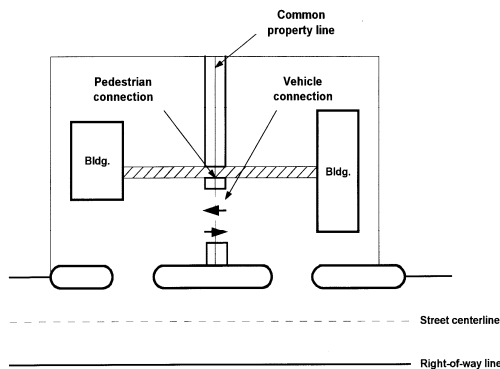 Common
property line
Pedestrian
connection
Vehicle
connection
Bldg.
Bldg.
Street centerline
Right-of-way line